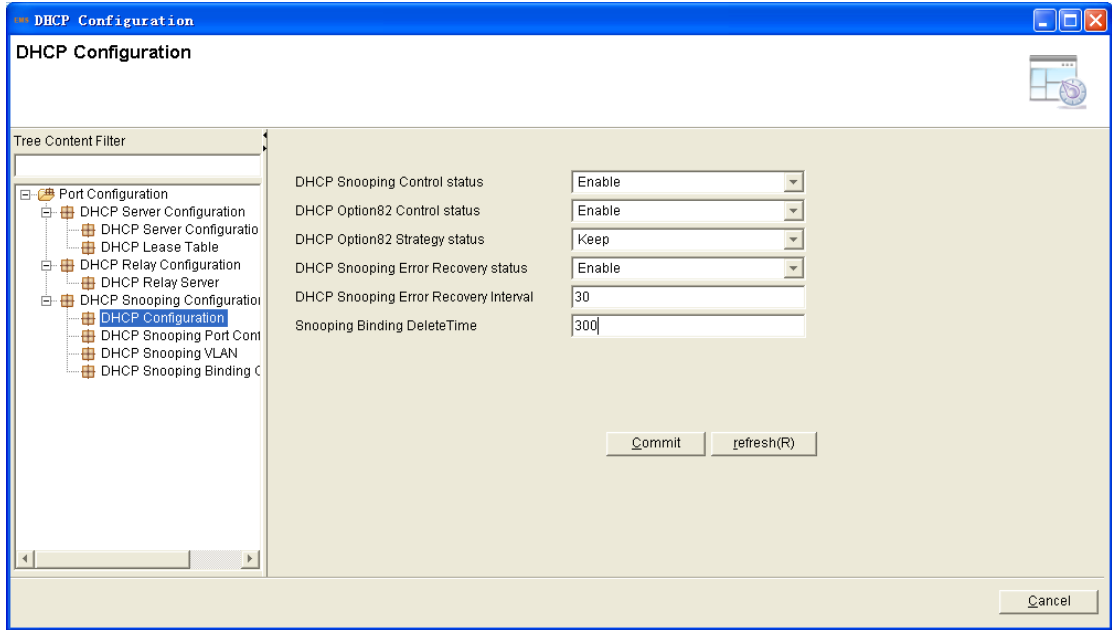 EMS DHCP Configuration
DHCP Configuration
Tree Content Filter
Port Configuration
DHCP Server Configuration
DHCP Server Configuratio
DHCP Lease Table
DHCP Relay Configuration
DHCP Relay Server
DHCP Snooping Configuration
DHCP Configuration
DHCP Snooping Port Conf
DHCP Snooping VLAN
DHCP Snooping Binding C
DHCP Snooping Control status Enable
DHCP Option82 Control status Enable
DHCP Option82 Strategy status Keep
DHCP Snooping Error Recovery status Enable
DHCP Snooping Error Recovery Interval 30
Snooping Binding DeleteTime 300
Commit refresh(R)
Cancel